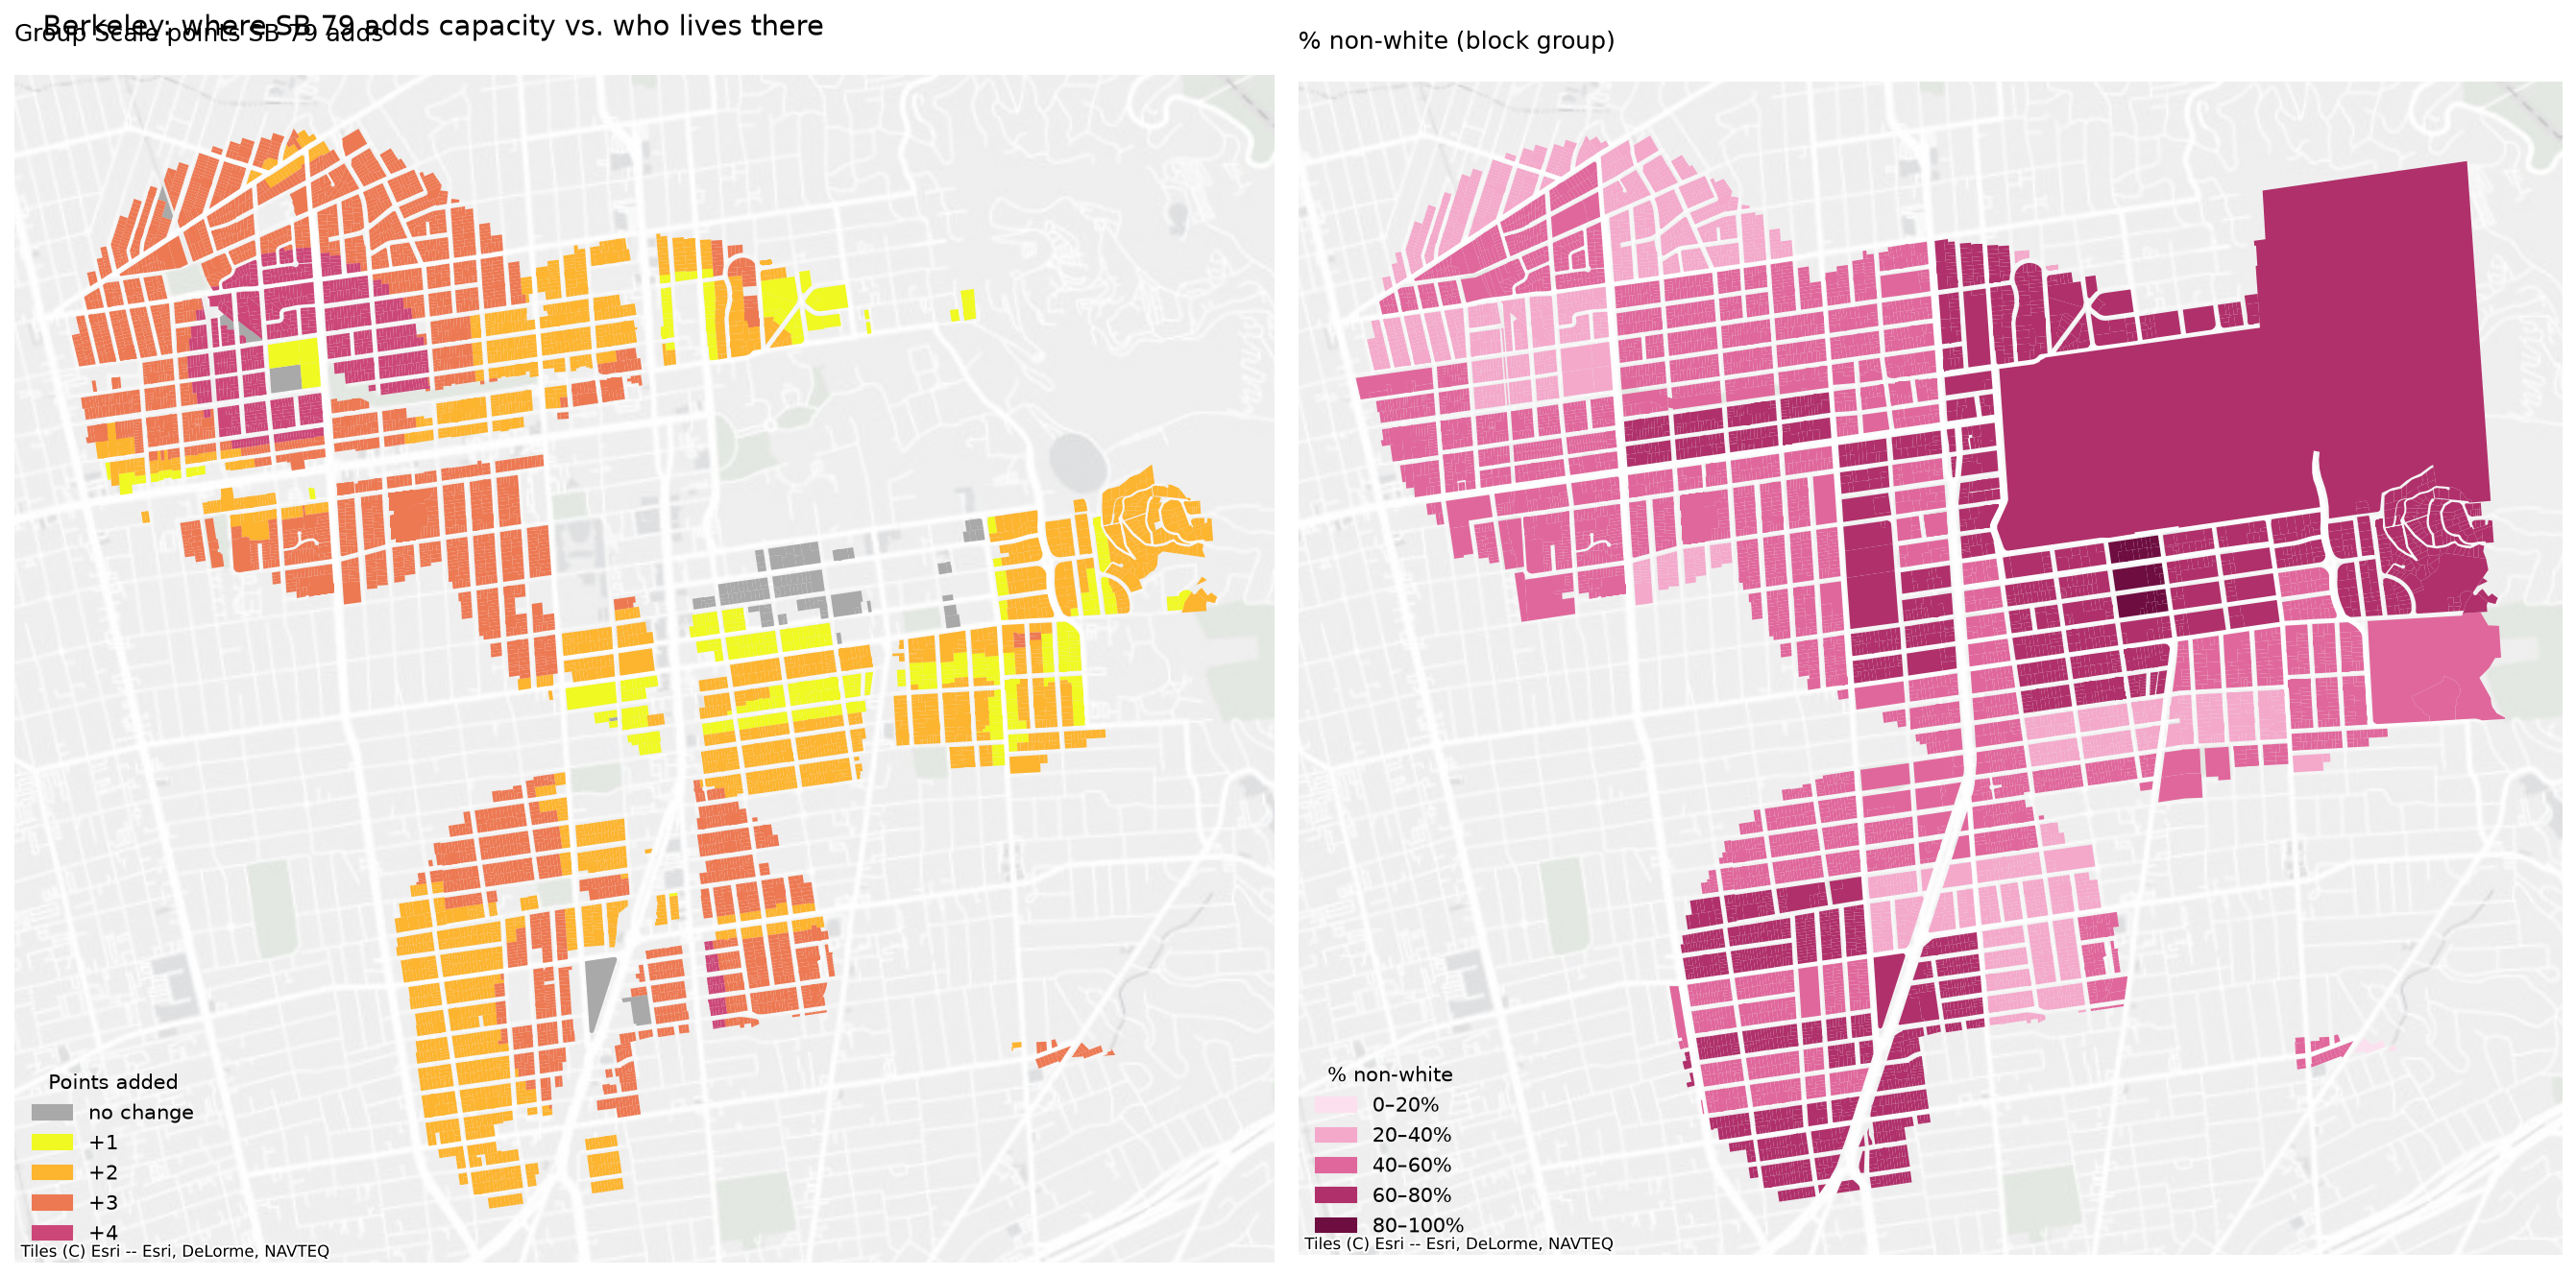 Berkeley: where SB 79 adds capacity vs. who lives there
Group Scale points SB 79 adds
% non-white (block group)
Points added
no change
+1
+2
+3
+4
Tiles (C) Esri -- Esri, DeLorme, NAVTEQ
% non-white
0–20%
20–40%
40–60%
60–80%
80–100%
Tiles (C) Esri -- Esri, DeLorme, NAVTEQ